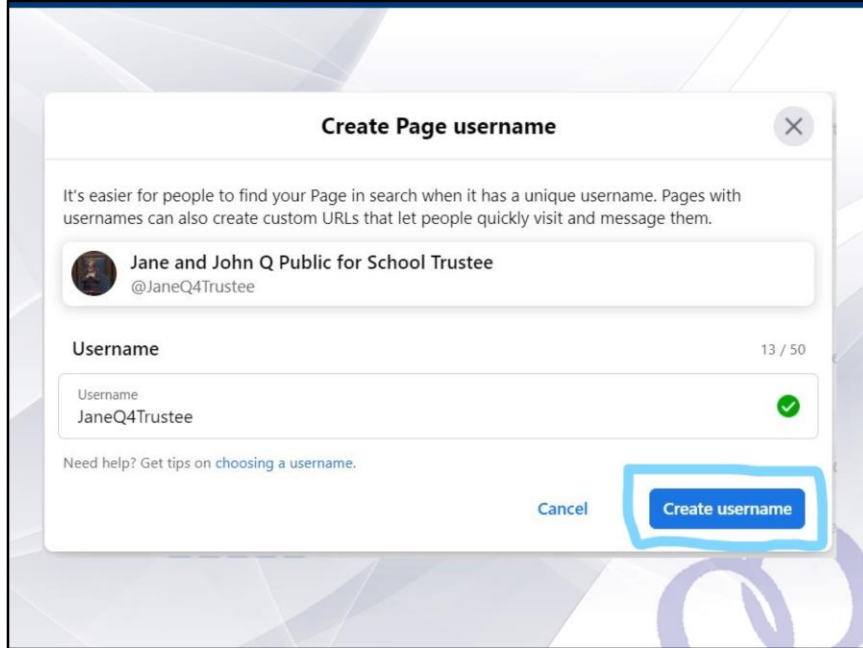 Create Page username
It's easier for people to find your Page in search when it has a unique username. Pages with
usernames can also create custom URLs that let people quickly visit and message them.
Jane and John Q Public for School Trustee
@JaneQ4Trustee
Username
13 / 50
Username
JaneQ4Trustee
Need help? Get tips on choosing a username.
Cancel
Create username